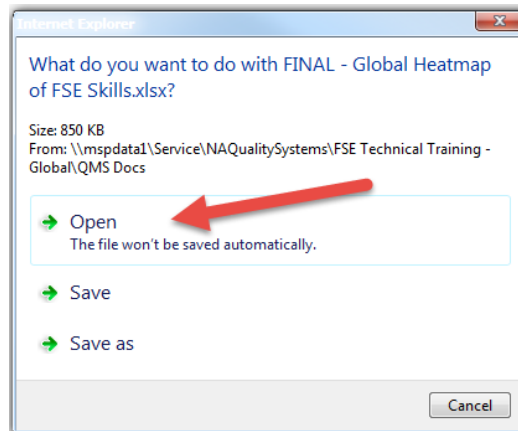 Internet Explorer
What do you want to do with FINAL - Global Heatmap
of FSE Skills.xlsx?
Size: 850 KB
From: \\mspdata1\Service\NAQualitySystems\FSE Technical Training -
Global\QMS Docs
Open
The file won't be saved automatically.
Save
Save as
Cancel